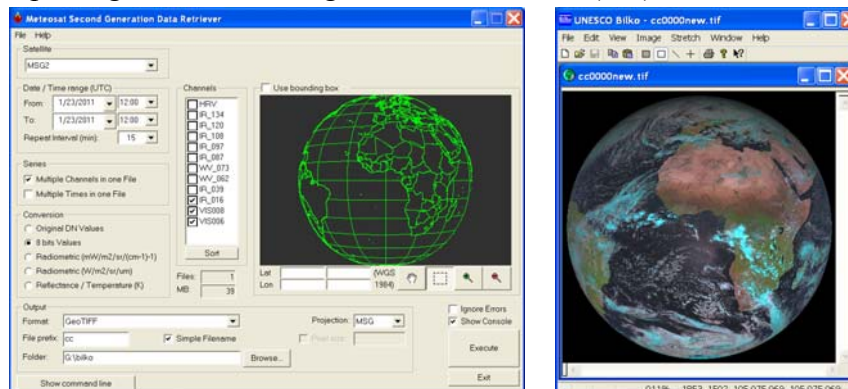 Meteosat Second Generation Data Retriever
File Help
Satellite
MSG2
Date / Time range (UTC)
From: 1/23/2011 12:00
To: 1/23/2011 12:00
Repeat Interval (min): 15
Series
Multiple Channels in one File
Multiple Times in one File
Conversion
Original DN Values
8 bits Values
Radiometric (mW/m2/sr/(cm-1)-1)
Radiometric (W/m2/sr/um)
Reflectance / Temperature (K)
Channels
HRV
IR_134
IR_120
IR_108
IR_097
IR_087
WV_073
WV_062
IR_039
IR_016
VIS008
VIS006
Sort
Files: 1
MB: 39
Use bounding box
Lat
Lon
(WGS
1984)
Output
Format: GeoTIFF
Projection: MSG
File prefix: cc
Simple Filename
Pixel size:
Folder: G:\bilko
Browse...
Ignore Errors
Show Console
Execute
Exit
Show command line
UNESCO Bilko - cc0000new.tif
File Edit View Image Stretch Window Help
cc0000new.tif